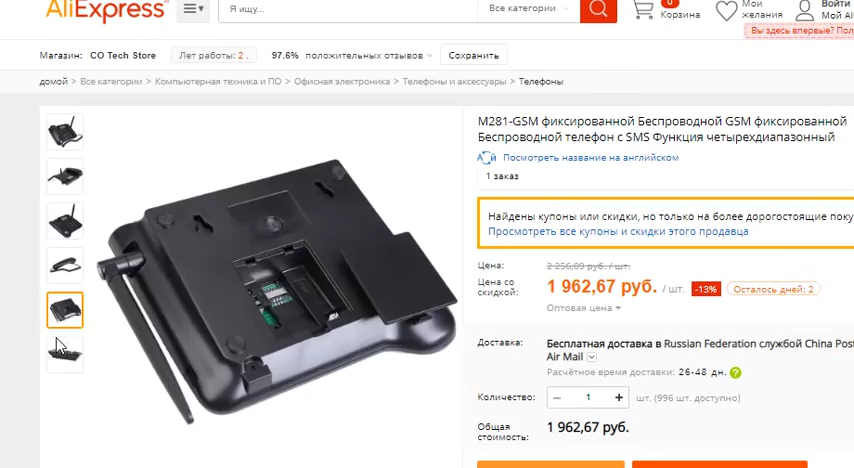 AliExpress™
Я ищу...
Все категории
0
Корзина
Мои
желания
Войти
Мой Ali
Вы здесь впервые?
Магазин: CO Tech Store
Лет работы: 2 .
97.6% положительных отзывов
Сохранить
домой > Все категории > Компьютерная техника и ПО > Офисная электроника > Телефоны и аксессуары > Телефоны
M281-GSM фиксированной Беспроводной GSM фиксированной
Беспроводной телефон с SMS Функция четырехдиапазонный
Посмотреть название на английском
1 заказ
Найдены купоны или скидки, но только на более дорогостоящие поку
Просмотреть все купоны и скидки этого продавца
Цена: 2 256,09 руб. / шт.
Цена со
скидкой: 1 962,67 руб. / шт. -13% Осталось дней: 2
Оптовая цена
Доставка: Бесплатная доставка в Russian Federation службой China Post
Air Mail
Расчётное время доставки: 26-48 дн. ?
Количество: − 1 + шт. (996 шт. доступно)
Общая
стоимость: 1 962,67 руб.